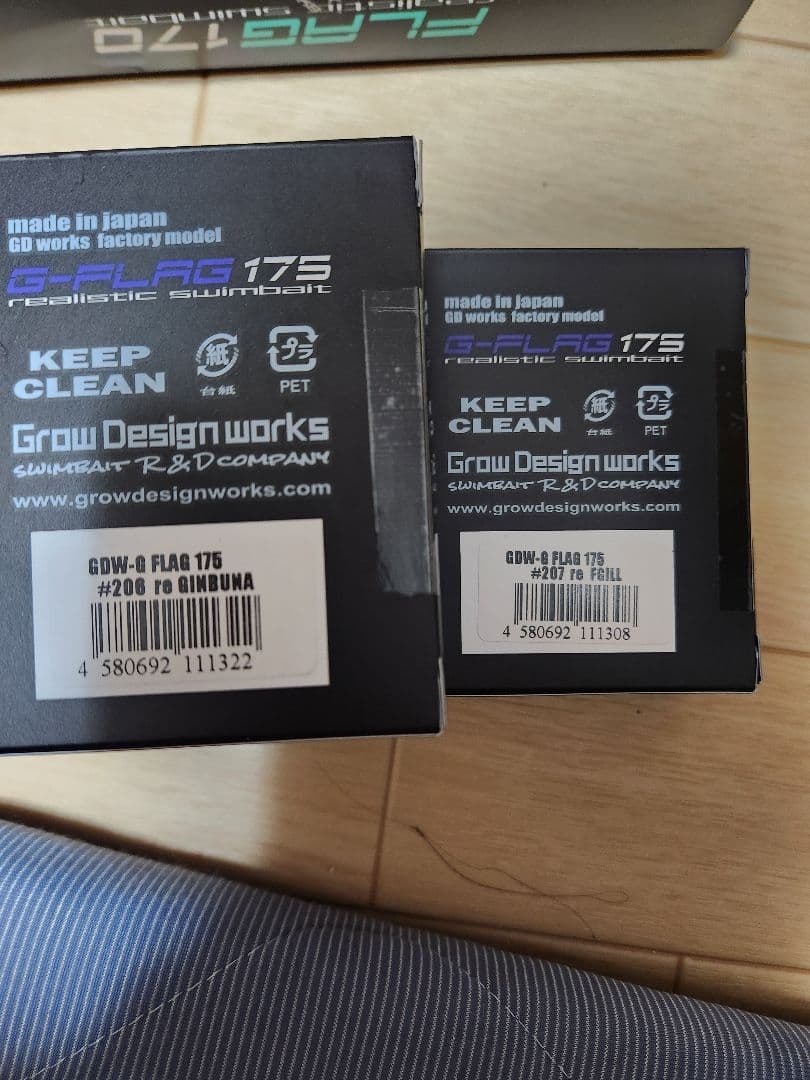 FLAG 170
realistic swimbait
made in japan
GD works factory model
G-FLAG 175
realistic swimbait
KEEP
CLEAN
紙
台紙
プラ
PET
Grow Design works
SWIMBAIT R & D COMPANY
www.growdesignworks.com
GDW-G FLAG 175
#206 re GINBUNA
4 580692 111322
made in japan
GD works factory model
G-FLAG 175
realistic swimbait
KEEP
CLEAN
紙
台紙
プラ
PET
Grow Design works
SWIMBAIT R & D COMPANY
www.growdesignworks.com
GDW-G FLAG 175
#207 re FGILL
4 580692 111308